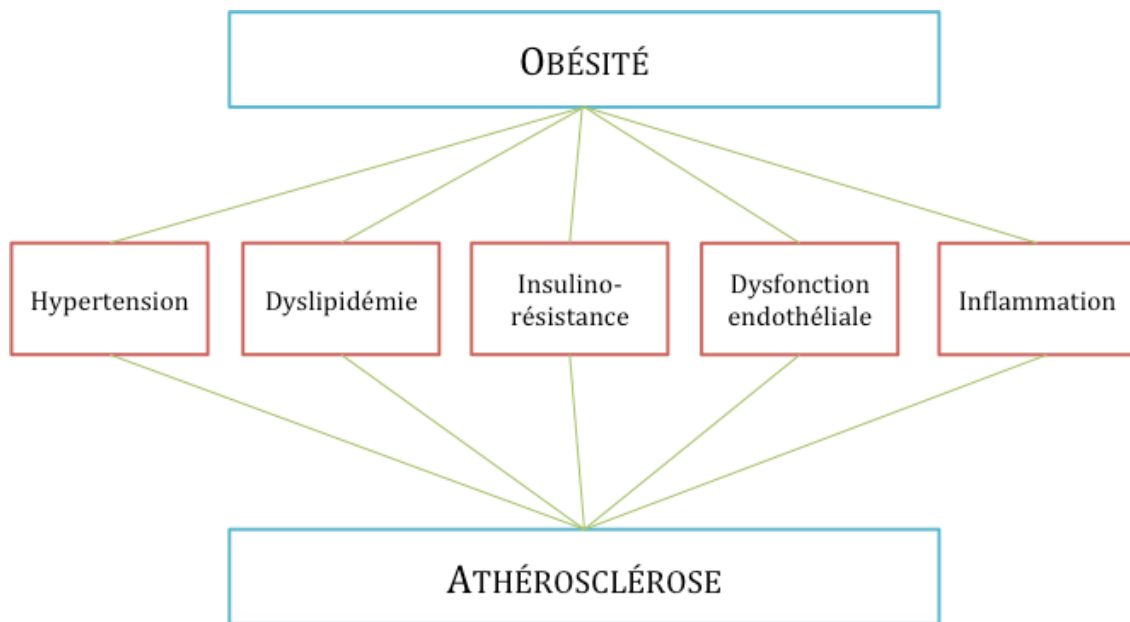 OBÉSITÉ
Hypertension
Dyslipidémie
Insulino-
résistance
Dysfonction
endothéliale
Inflammation
ATHÉROSCLÉROSE